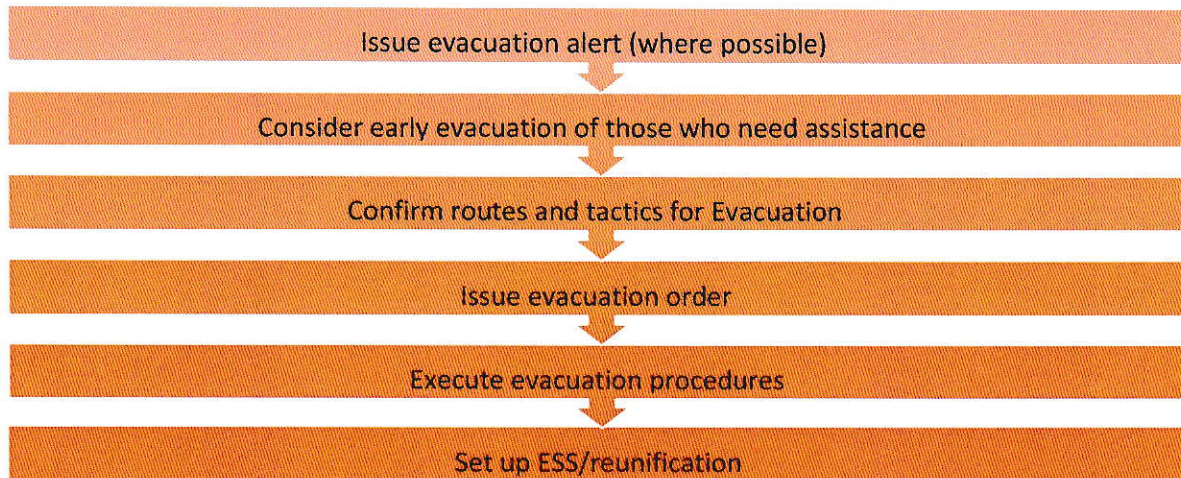 Issue evacuation alert (where possible)
Consider early evacuation of those who need assistance
Confirm routes and tactics for Evacuation
Issue evacuation order
Execute evacuation procedures
Set up ESS/reunification